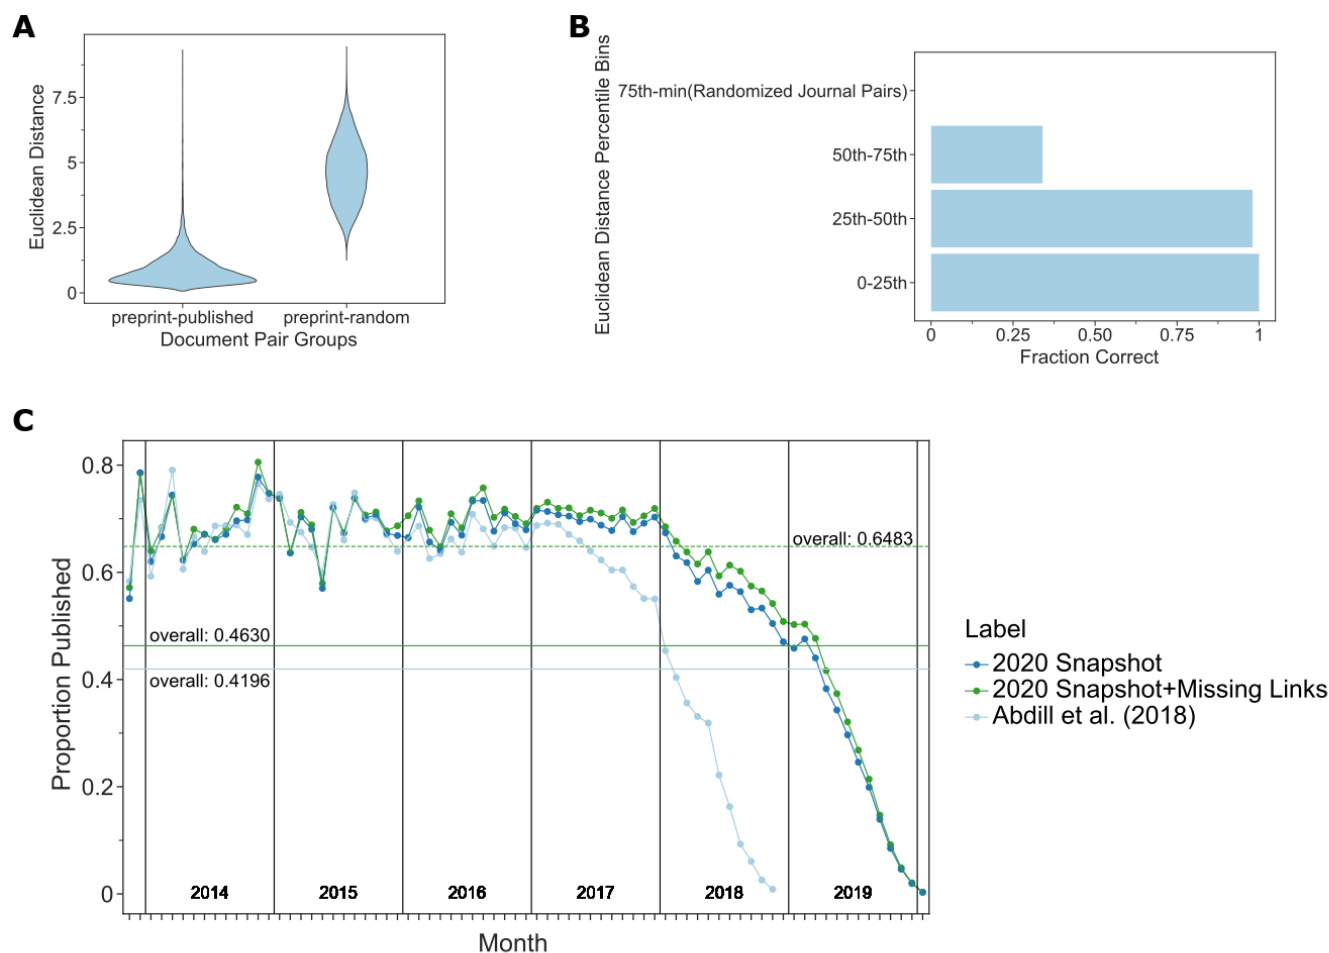 A
Euclidean Distance
7.5
5
2.5
0
preprint-published
preprint-random
Document Pair Groups
B
Euclidean Distance Percentile Bins
75th-min(Randomized Journal Pairs)
50th-75th
25th-50th
0-25th
0
0.25
0.50
0.75
1
Fraction Correct
C
Proportion Published
0.8
0.6
0.4
0.2
0
overall: 0.6483
overall: 0.4630
overall: 0.4196
2014
2015
2016
2017
2018
2019
Month
Label
2020 Snapshot
2020 Snapshot+Missing Links
Abdill et al. (2018)